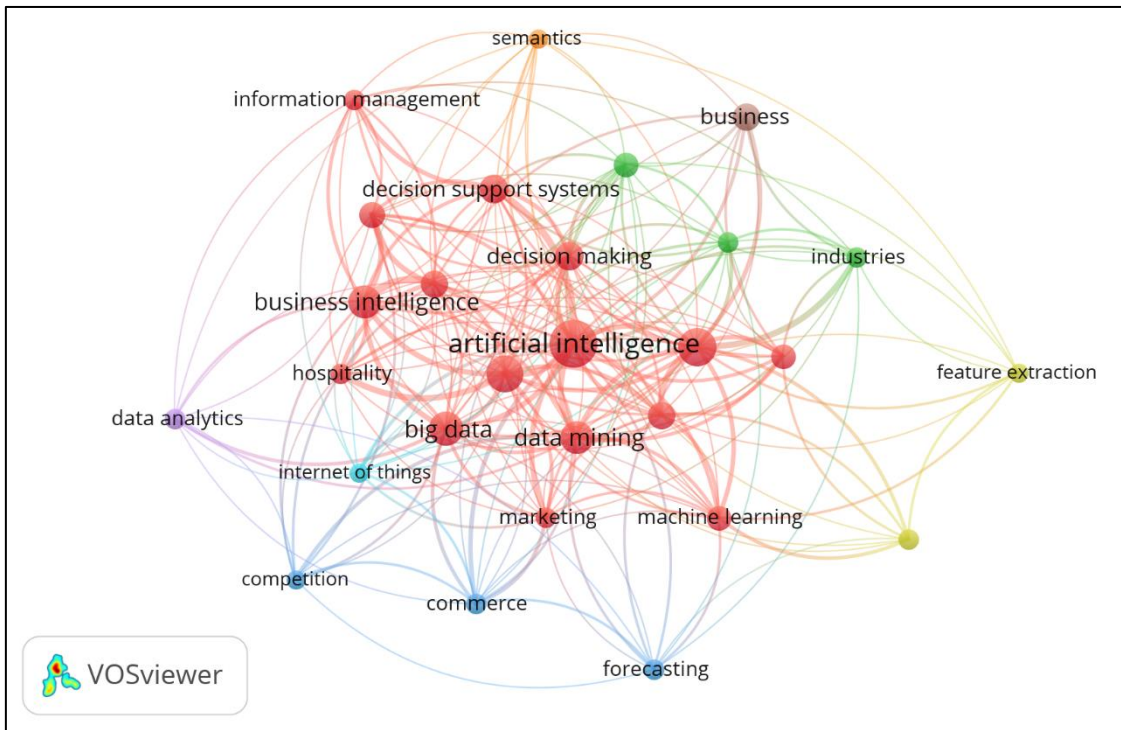 semantics
information management
business
decision support systems
decision making
industries
business intelligence
artificial intelligence
hospitality
feature extraction
data analytics
big data
data mining
internet of things
marketing
machine learning
competition
commerce
forecasting
VOSviewer